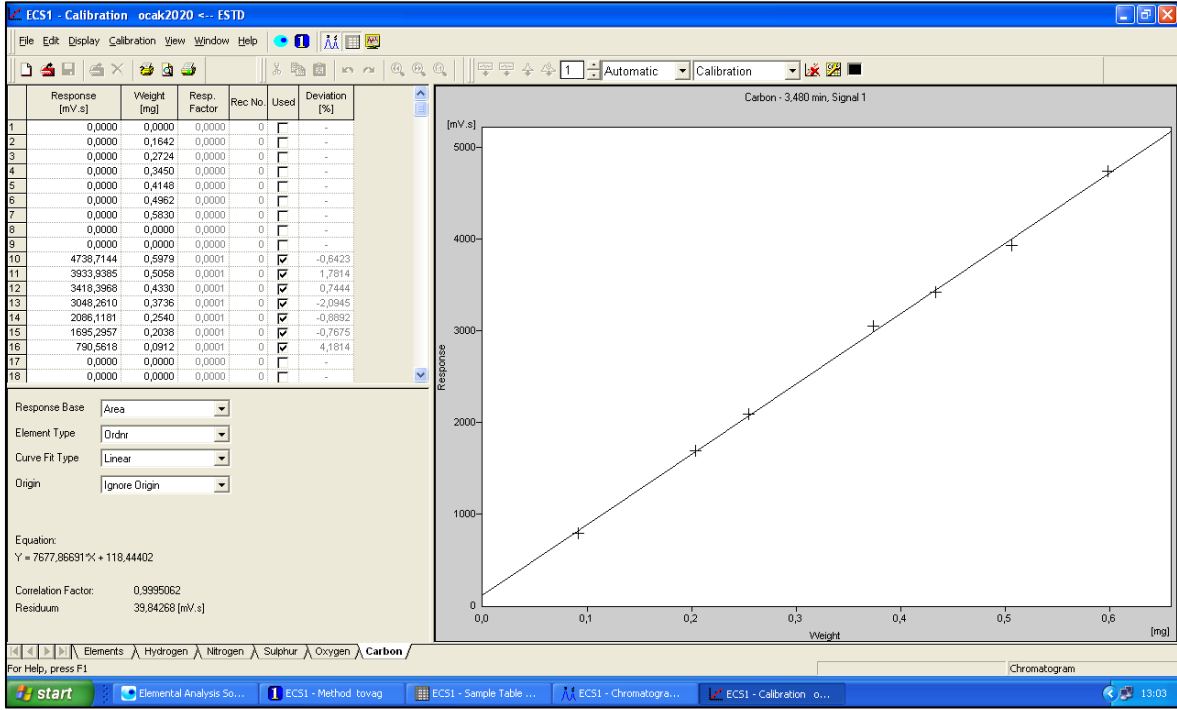 ECS1 - Calibration ocak2020 <-- ESTD
File Edit Display Calibration View Window Help
1 Automatic Calibration
Response [mV.s] Weight [mg] Resp. Factor Rec No. Used Deviation [%]
1 0,0000 0,0000 0,0000 0 -
2 0,0000 0,1642 0,0000 0 -
3 0,0000 0,2724 0,0000 0 -
4 0,0000 0,3450 0,0000 0 -
5 0,0000 0,4148 0,0000 0 -
6 0,0000 0,4962 0,0000 0 -
7 0,0000 0,5830 0,0000 0 -
8 0,0000 0,0000 0,0000 0 -
9 0,0000 0,0000 0,0000 0 -
10 4738,7144 0,5979 0,0001 0 -0,6423
11 3933,9385 0,5058 0,0001 0 1,7814
12 3418,3968 0,4330 0,0001 0 0,7444
13 3048,2610 0,3736 0,0001 0 -2,0945
14 2086,1181 0,2540 0,0001 0 -0,8892
15 1695,2957 0,2038 0,0001 0 -0,7675
16 790,5618 0,0912 0,0001 0 4,1814
17 0,0000 0,0000 0,0000 0 -
18 0,0000 0,0000 0,0000 0 -
Response Base Area
Element Type Ordnr
Curve Fit Type Linear
Origin Ignore Origin
Equation:
Y = 7677,86691*X + 118,44402
Correlation Factor: 0,9995062
Residuum 39,84268 [mV.s]
Carbon - 3,480 min, Signal 1
[mV.s]
5000
4000
3000
2000
1000
0
Response
0,0 0,1 0,2 0,3 0,4 0,5 0,6
Weight
[mg]
Elements Hydrogen Nitrogen Sulphur Oxygen Carbon
For Help, press F1
Chromatogram
start
Elemental Analysis So...
1 ECS1 - Method tovag
ECS1 - Sample Table ...
ECS1 - Chromatogra...
ECS1 - Calibration o...
13:03